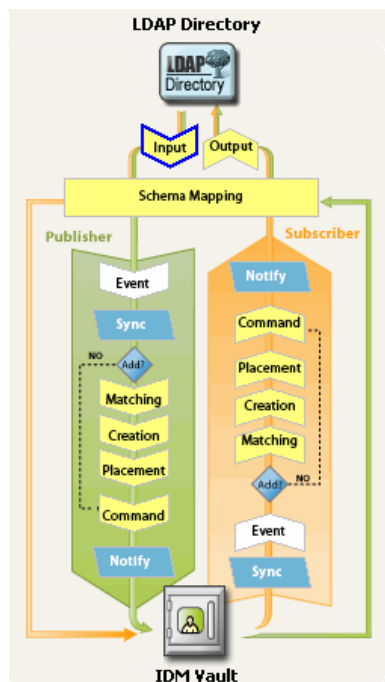 LDAP Directory
LDAP
Directory
Input
Output
Schema Mapping
Publisher
Event
Sync
NO
Add?
Matching
Creation
Placement
Command
Notify
Subscriber
Notify
Command
Placement
Creation
Matching
Add?
NO
Event
Sync
IDM Vault